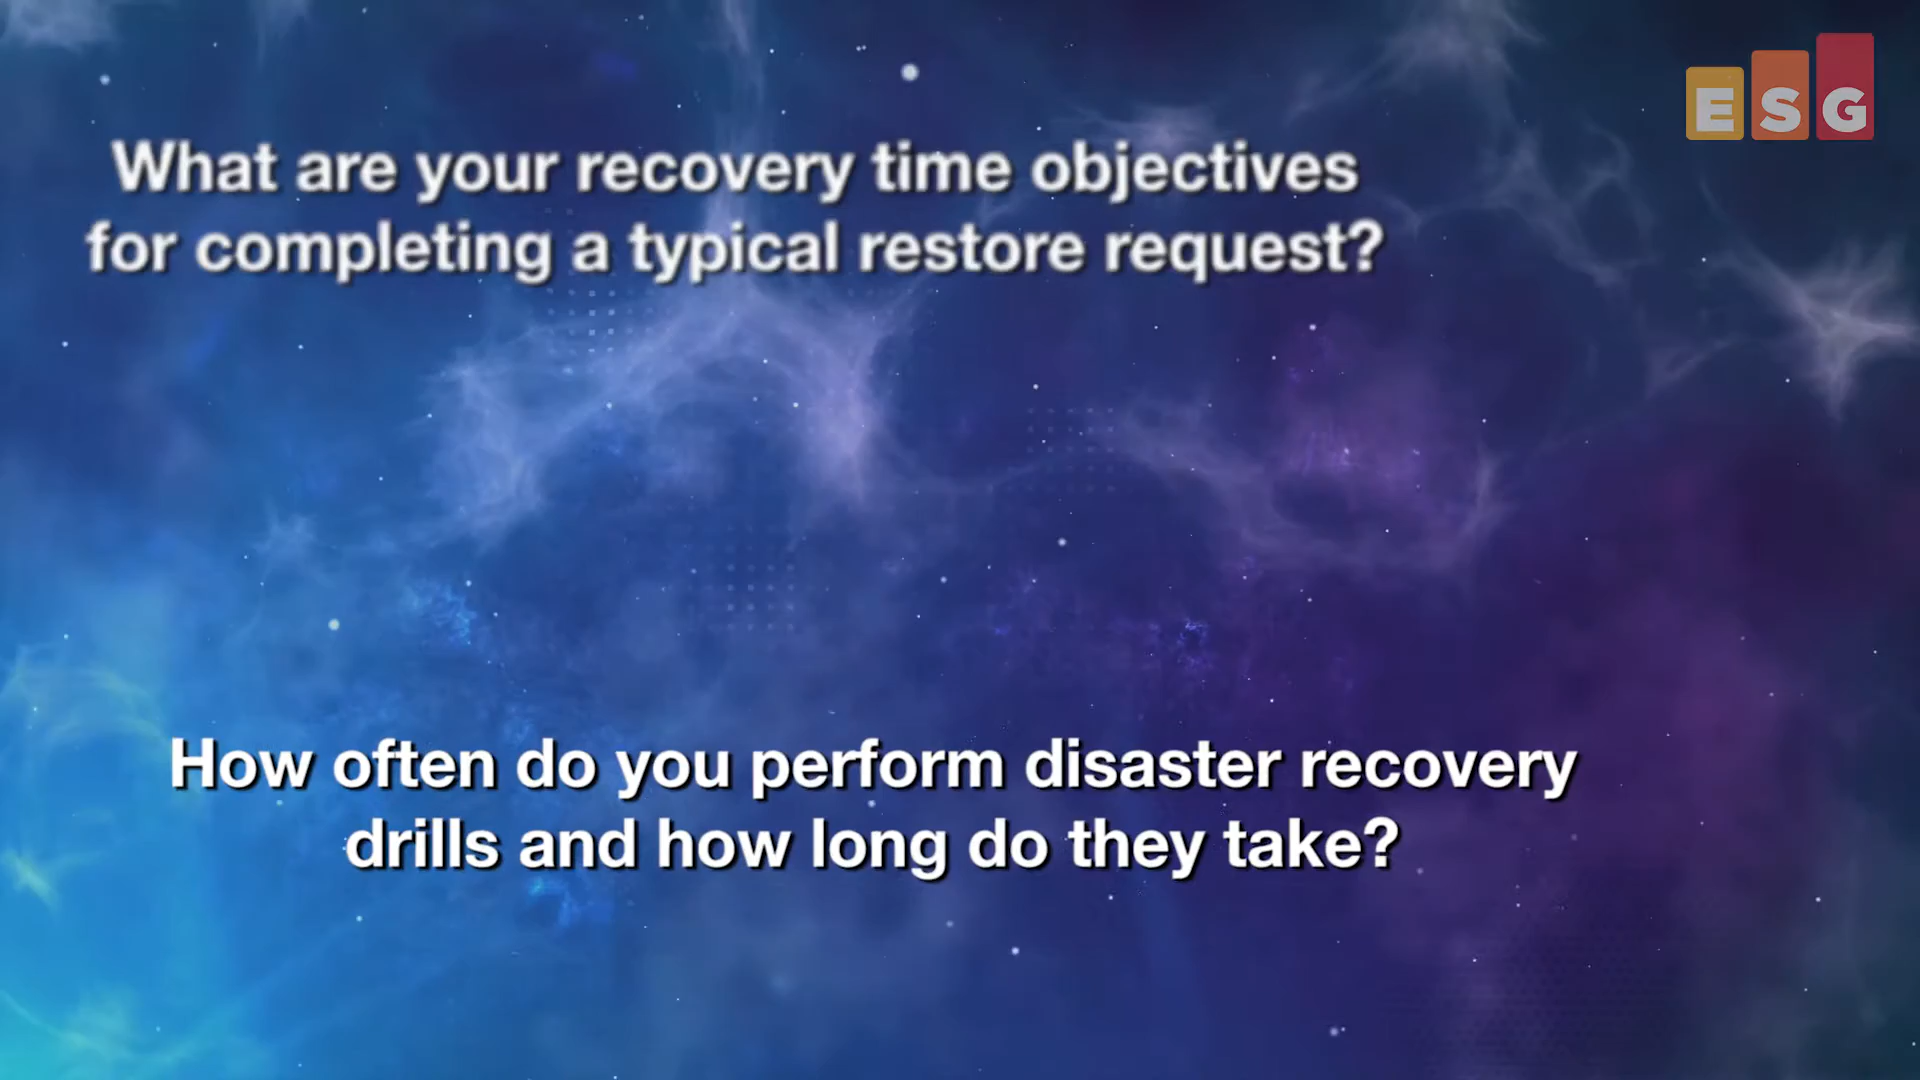 ESG
What are your recovery time objectives
for completing a typical restore request?
How often do you perform disaster recovery
drills and how long do they take?